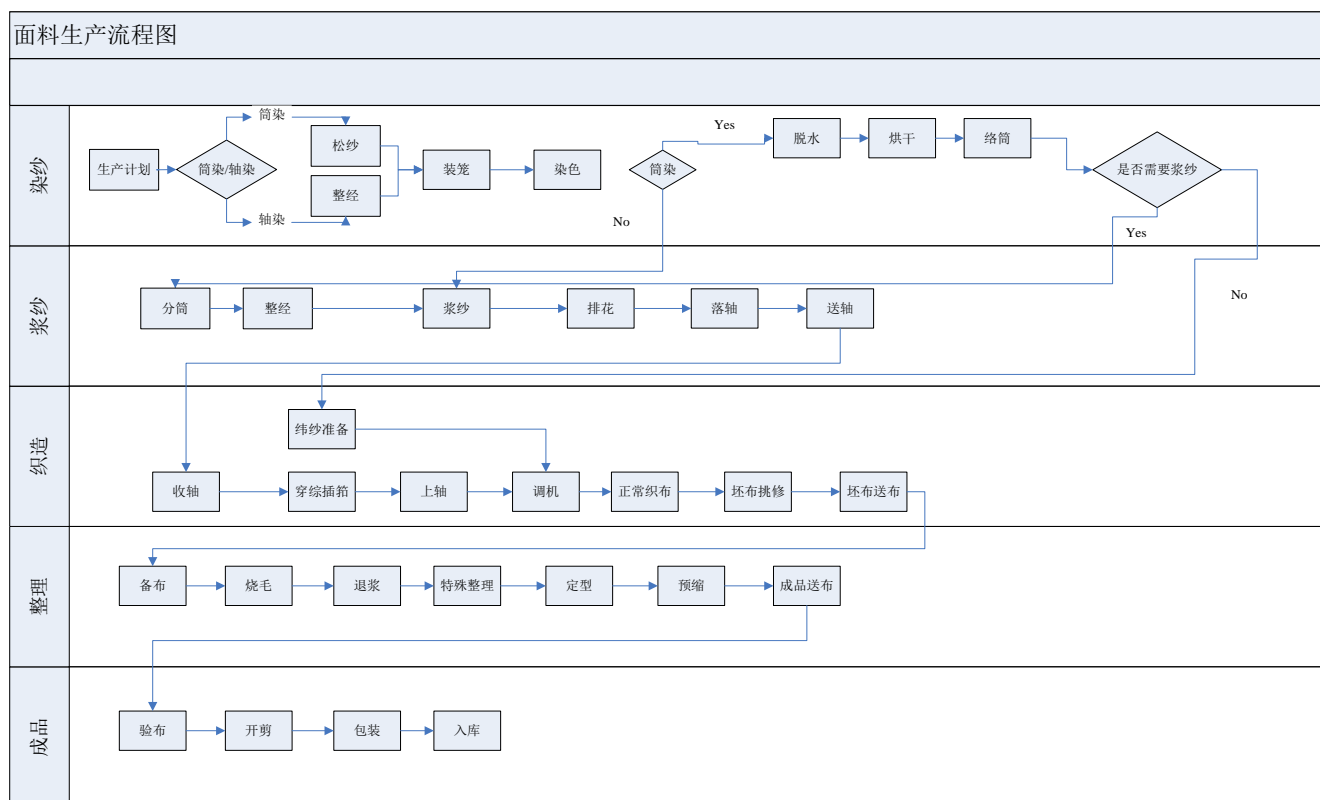 面料生产流程图
染纱
生产计划
筒染/轴染
筒染
轴染
松纱
整经
装笼
染色
筒染
Yes
No
脱水
烘干
络筒
是否需要浆纱
Yes
No
浆纱
分筒
整经
浆纱
排花
落轴
送轴
织造
纬纱准备
收轴
穿综插筘
上轴
调机
正常织布
坯布挑修
坯布送布
整理
备布
烧毛
退浆
特殊整理
定型
预缩
成品送布
成品
验布
开剪
包装
入库